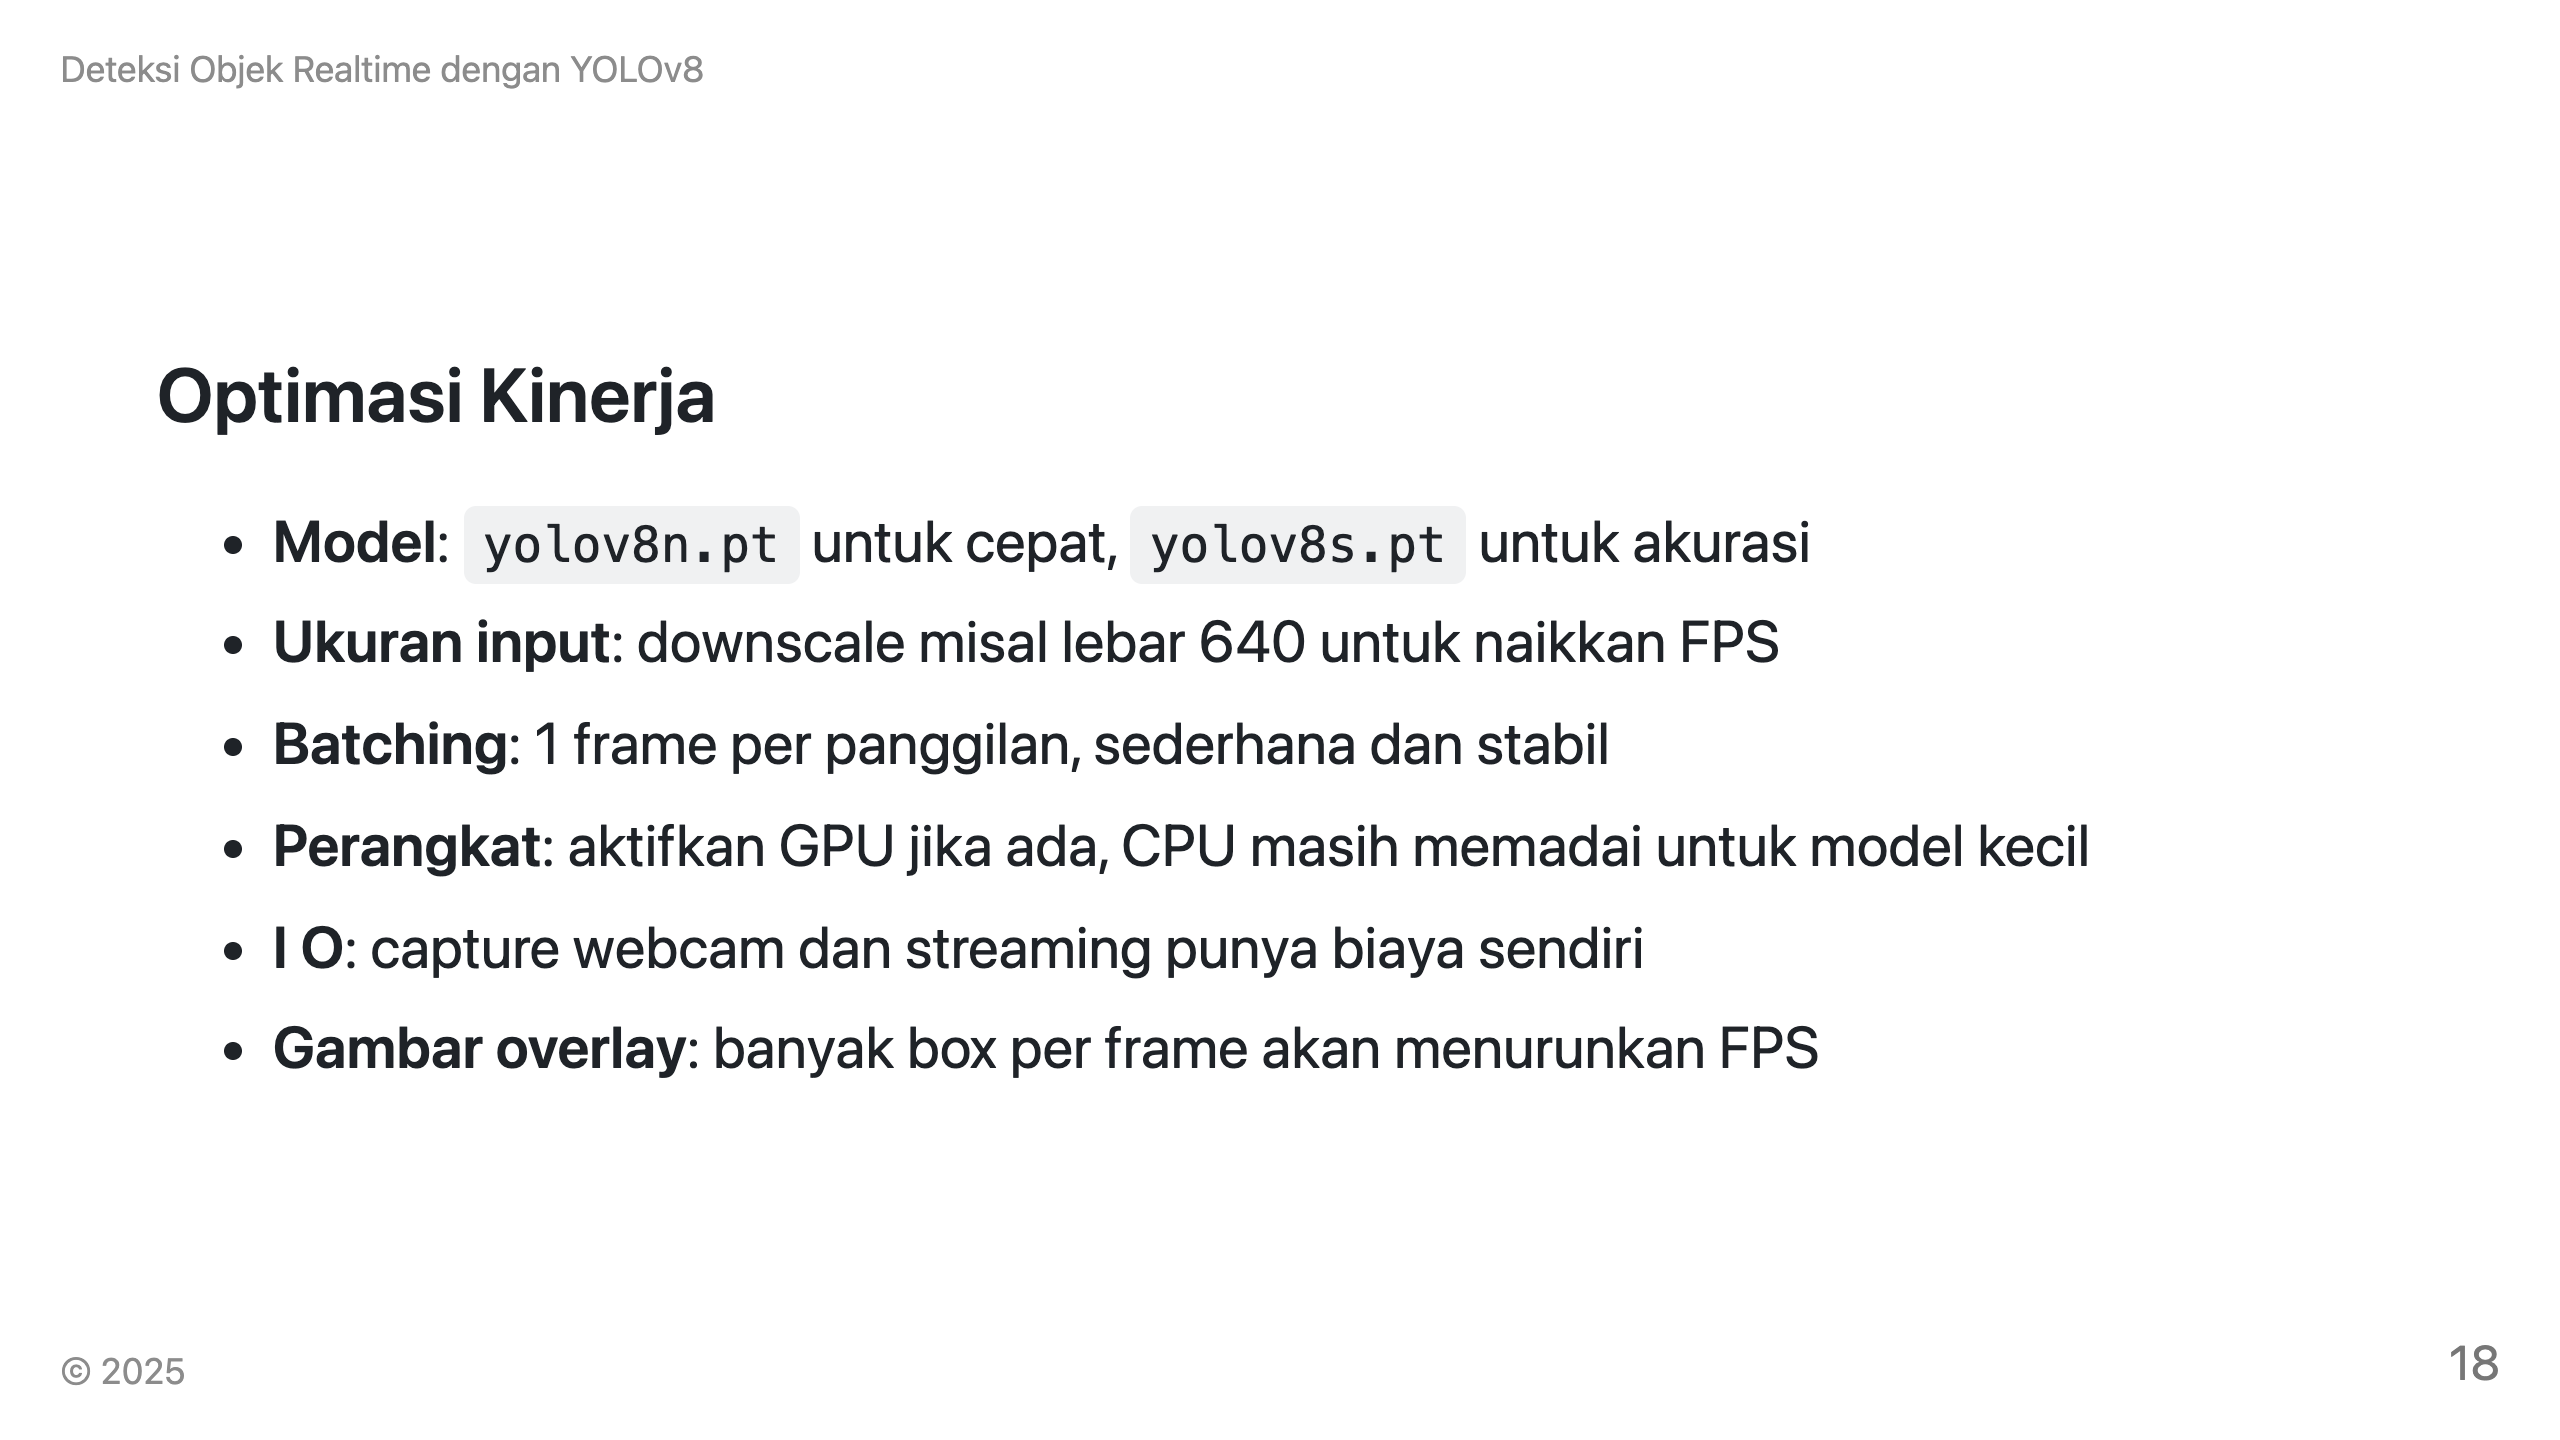 Deteksi Objek Realtime dengan YOLOv8
Optimasi Kinerja
• Model: yolov8n.pt untuk cepat, yolov8s.pt untuk akurasi
• Ukuran input: downscale misal lebar 640 untuk naikkan FPS
• Batching: 1 frame per panggilan, sederhana dan stabil
• Perangkat: aktifkan GPU jika ada, CPU masih memadai untuk model kecil
• I O: capture webcam dan streaming punya biaya sendiri
• Gambar overlay: banyak box per frame akan menurunkan FPS
© 2025
18